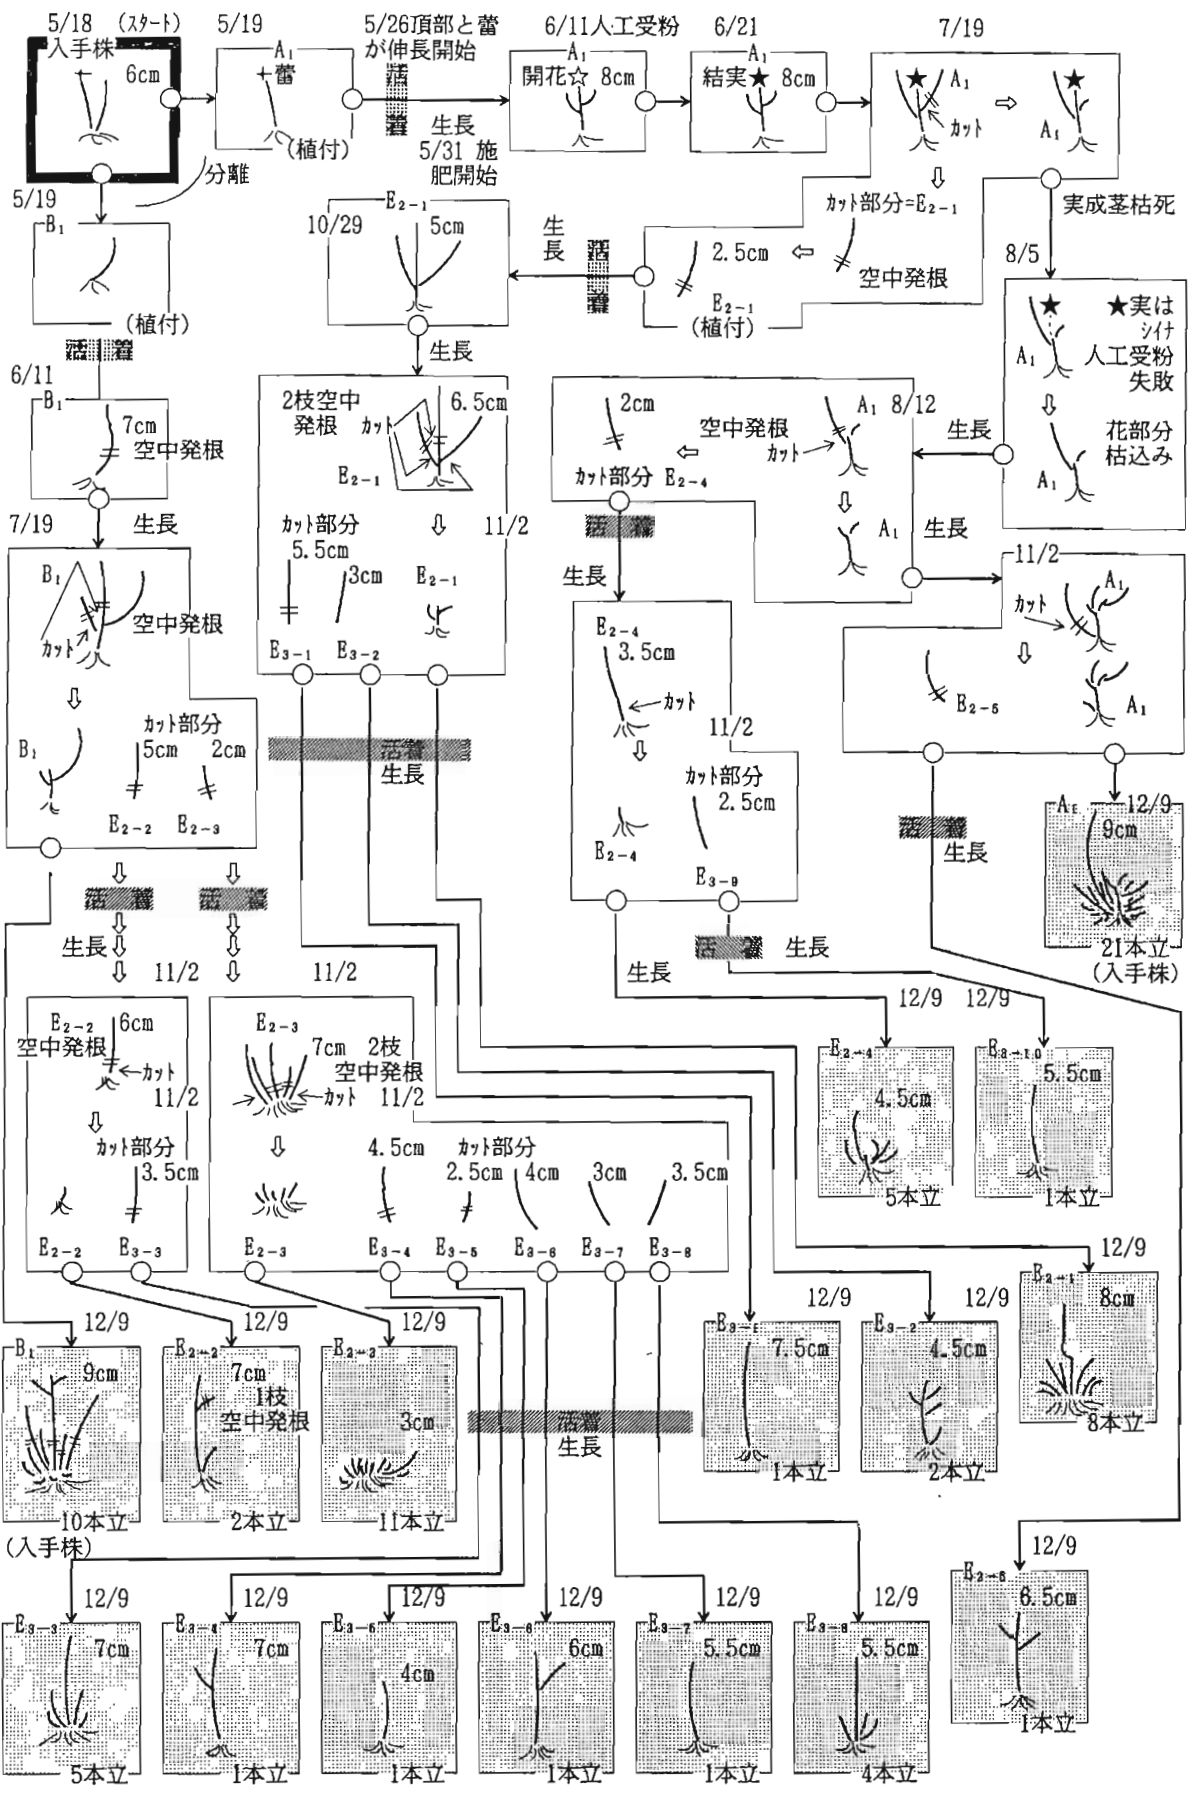 5/18 (ｽﾀｰﾄ)
入手株
6cm
5/19
A₁
蕾
(植付)
5/26頂部と蕾
が伸長開始
活着
生長
5/31 施
肥開始
6/11人工受粉
A₁
開花☆ 8cm
6/21
A₁
結実★ 8cm
7/19
★ A₁
ｶｯﾄ
⇨
★
A₁
ｶｯﾄ部分=E₂₋₁
空中発根
2.5cm
E₂₋₁
(植付)
実成茎枯死
分離
5/19
B₁
(植付)
活着
6/11
B₁
7cm
空中発根
生長
活着
生長
E₂₋₁
10/29
5cm
生長
8/5
★
A₁
★実は
ｼｲﾅ
人工受粉
失敗
花部分
枯込み
A₁
生長
2枝空中
発根
ｶｯﾄ
6.5cm
E₂₋₁
11/2
ｶｯﾄ部分
5.5cm
3cm
E₂₋₁
E₃₋₁
E₃₋₂
活着
生長
2cm
空中発根
ｶｯﾄ
A₁ 8/12
ｶｯﾄ部分 E₂₋₄
A₁
生長
活着
生長
7/19
B₁
ｶｯﾄ
空中発根
B₁
ｶｯﾄ部分
5cm
2cm
E₂₋₂
E₂₋₃
活着
活着
生長
E₂₋₄
3.5cm
ｶｯﾄ
11/2
ｶｯﾄ部分
2.5cm
E₂₋₄
E₃₋₉
生長
活着
生長
11/2
ｶｯﾄ
A₁
E₂₋₅
A₁
活着
生長
12/9
9cm
21本立
(入手株)
11/2
E₂₋₂
6cm
空中発根
ｶｯﾄ
11/2
ｶｯﾄ部分
3.5cm
E₂₋₂
E₃₋₃
11/2
E₂₋₃
7cm
2枝
空中発根
ｶｯﾄ
11/2
ｶｯﾄ部分
4.5cm
2.5cm
4cm
3cm
3.5cm
E₂₋₃
E₃₋₄
E₃₋₅
E₃₋₆
E₃₋₇
E₃₋₈
12/9
E₂₋₄
4.5cm
5本立
12/9
E₃₋₁₀
5.5cm
1本立
12/9
B₁
9cm
10本立
(入手株)
12/9
E₂₋₂
7cm
1枝
空中発根
2本立
12/9
E₂₋₃
3cm
11本立
活着
生長
12/9
E₃₋₁
7.5cm
1本立
12/9
E₃₋₂
4.5cm
2本立
12/9
E₂₋₁
8cm
8本立
12/9
E₃₋₃
7cm
5本立
12/9
E₃₋₄
7cm
1本立
12/9
E₃₋₅
4cm
1本立
12/9
E₃₋₆
6cm
1本立
12/9
E₃₋₇
5.5cm
1本立
12/9
E₃₋₈
5.5cm
4本立
12/9
E₂₋₅
6.5cm
1本立